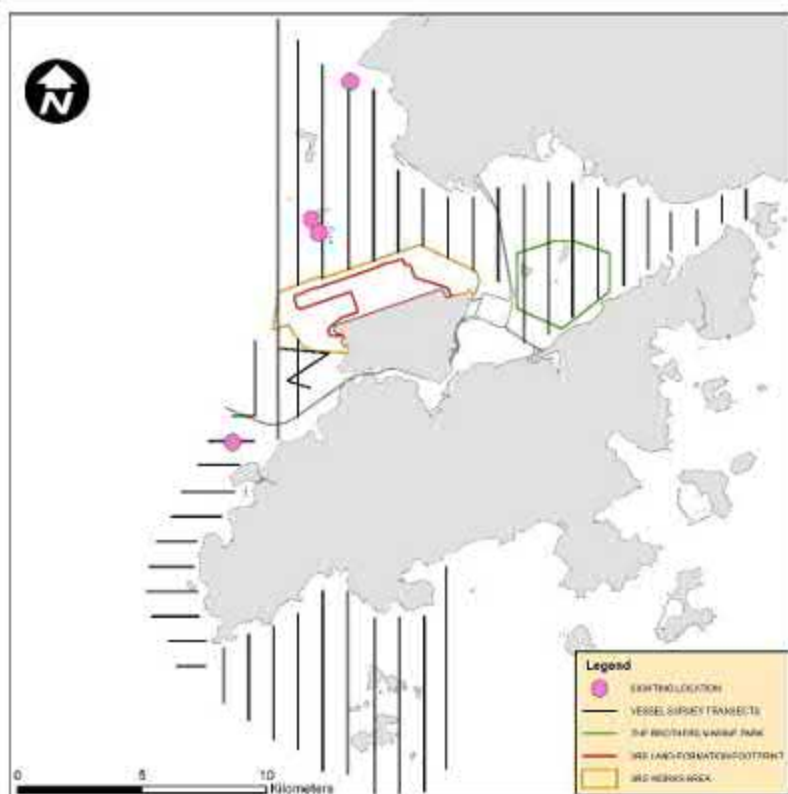 N
Legend
SIGHTING LOCATION
VESSEL SURVEY TRANSECTS
THE BROTHERS MARINE PARK
3RS LAND-FORMATION FOOTPRINT
3RS WORKS AREA
0 5 10
Kilometers